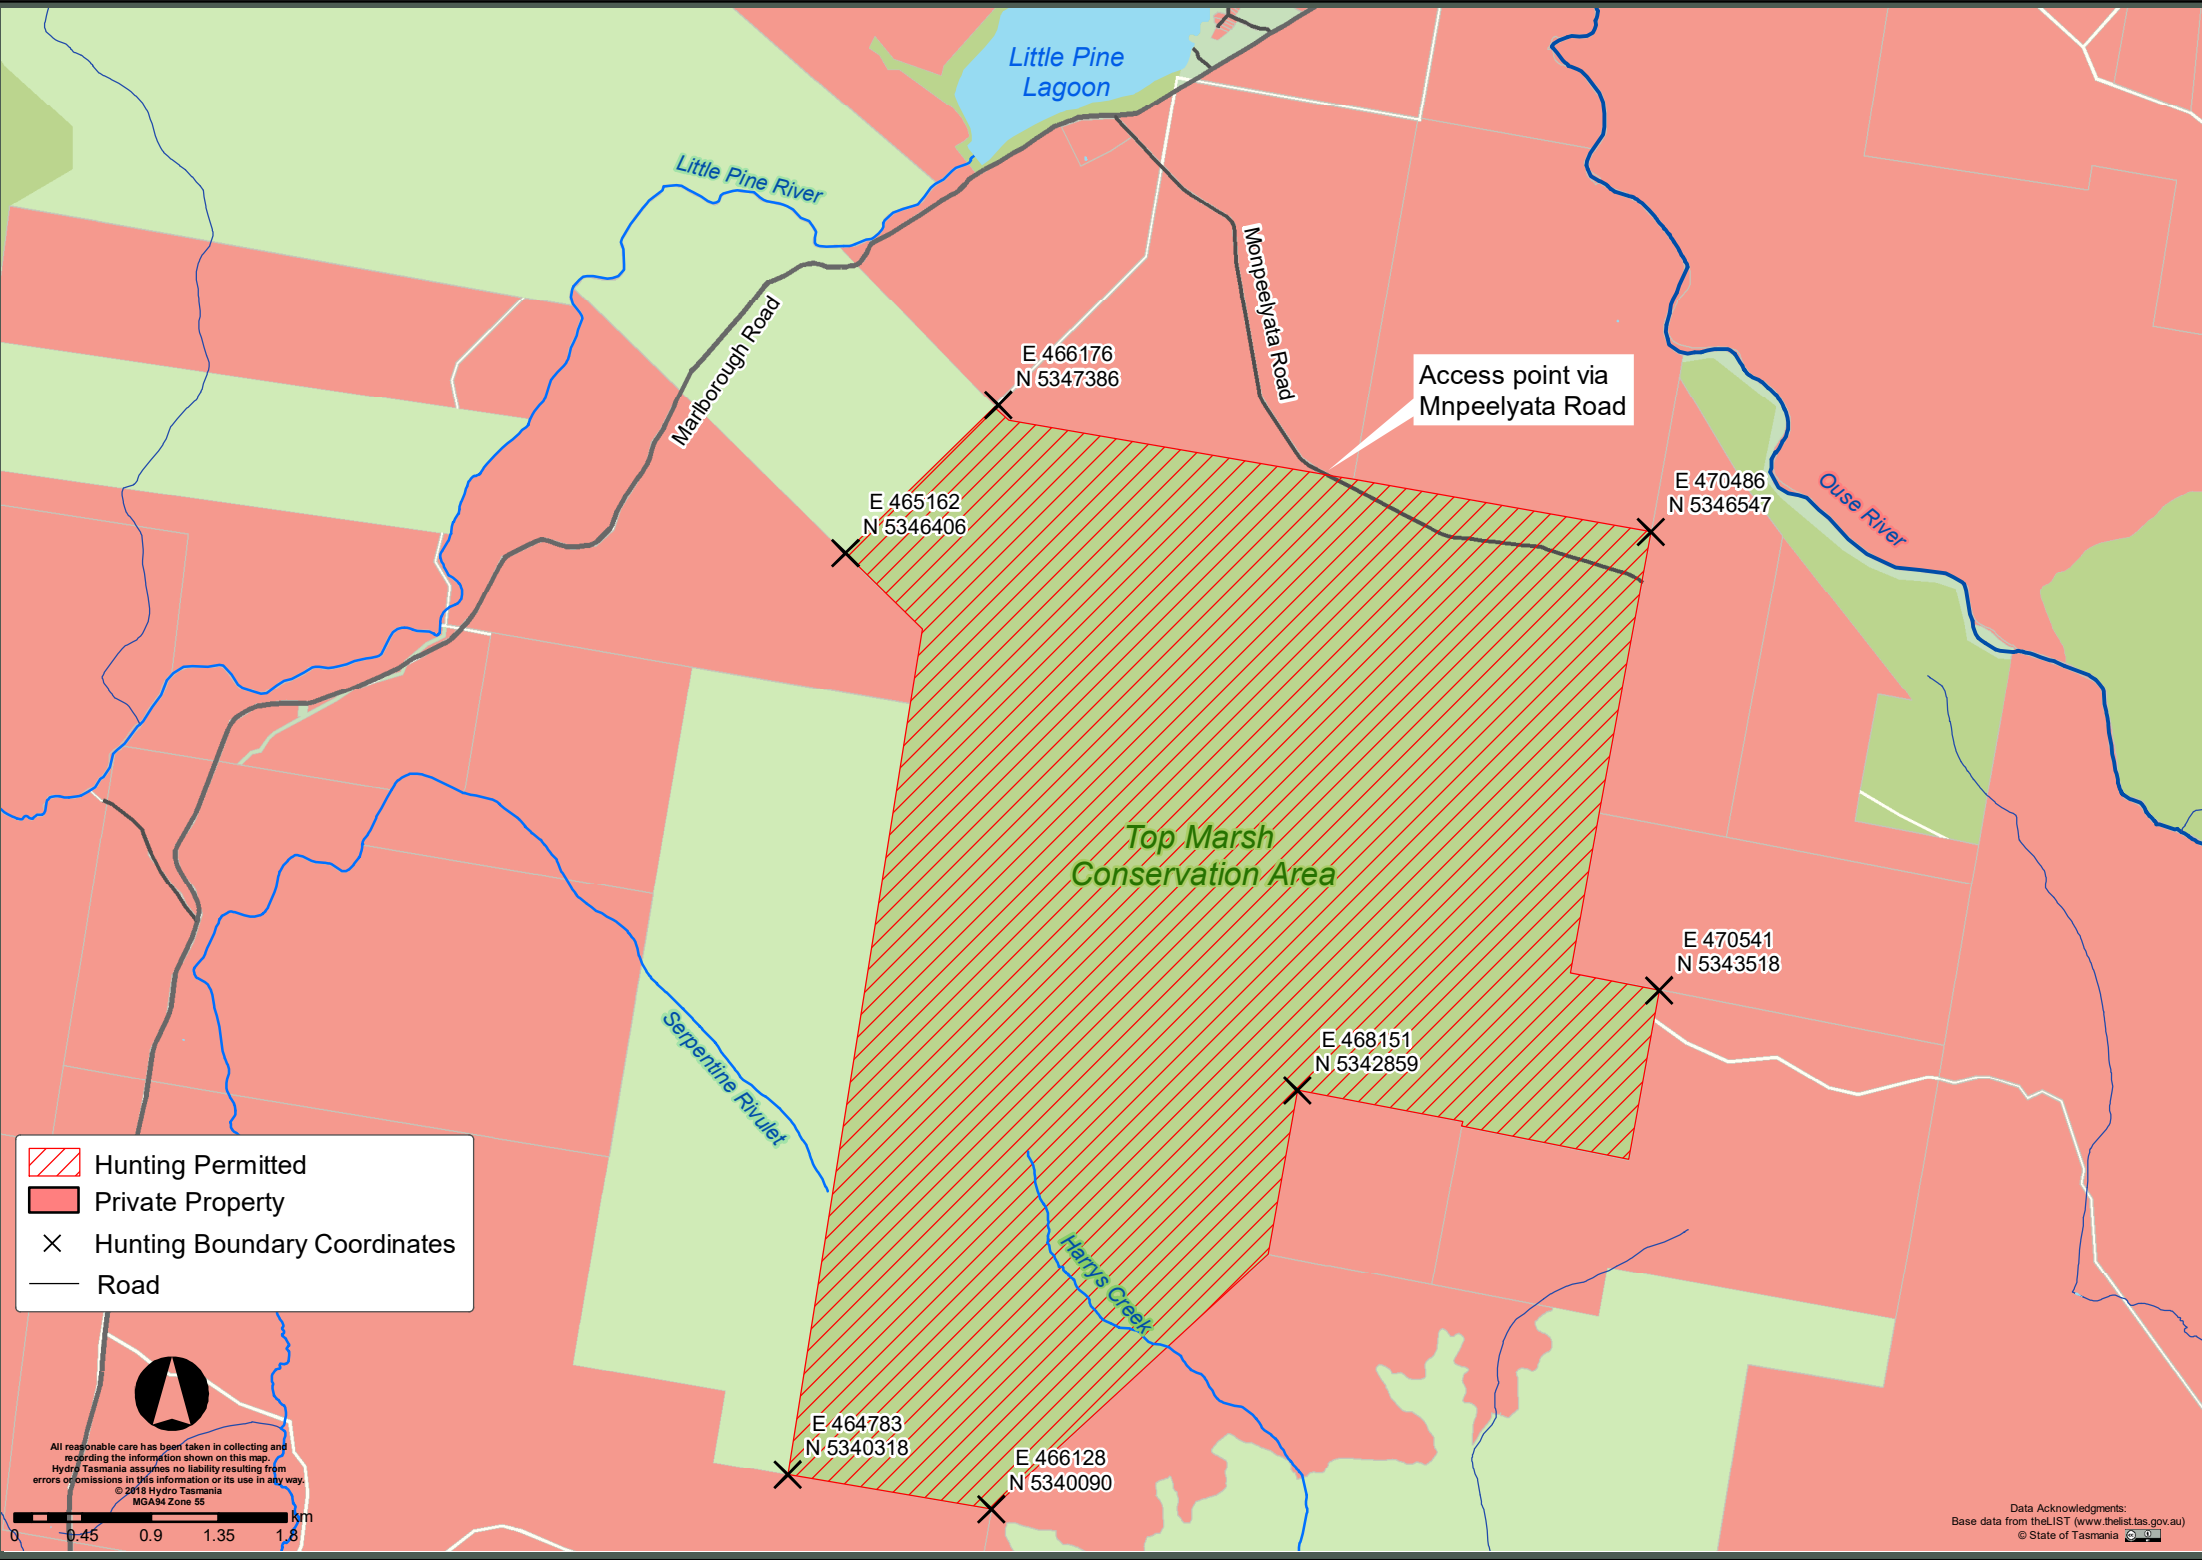 Little Pine
Lagoon
Little Pine River
Marlborough Road
Monpeelyata Road
E 466176
N 5347386
Access point via
Mnpeelyata Road
E 465162
N 5346406
E 470486
N 5346547
Ouse River
Top Marsh
Conservation Area
E 470541
N 5343518
E 468151
N 5342859
Serpentine Rivulet
Harrys Creek
Hunting Permitted
Private Property
Hunting Boundary Coordinates
Road
E 464783
N 5340318
E 466128
N 5340090
All reasonable care has been taken in collecting and
recording the information shown on this map.
Hydro Tasmania assumes no liability resulting from
errors or omissions in this information or its use in any way.
© 2018 Hydro Tasmania
MGA94 Zone 55
km
0 0.45 0.9 1.35 1.8
Data Acknowledgments:
Base data from theLIST (www.thelist.tas.gov.au)
© State of Tasmania